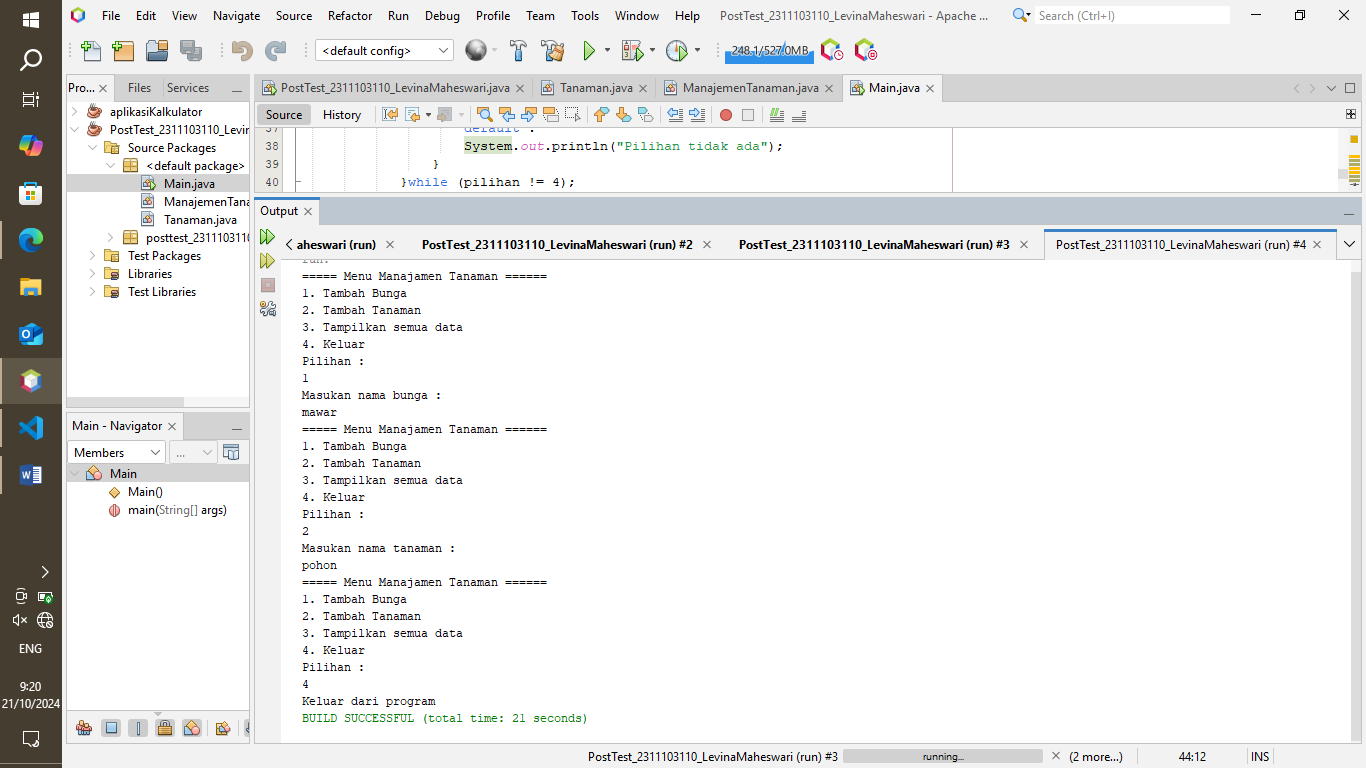 File Edit View Navigate Source Refactor Run Debug Profile Team Tools Window Help PostTest_2311103110_LevinaMaheswari - Apache ... Search (Ctrl+I)
<default config> 248.1/527.0MB
Pro... Files Services
PostTest_2311103110_LevinaMaheswari.java Tanaman.java ManajemenTanaman.java Main.java
Source History
aplikasiKalkulator
PostTest_2311103110_Levin
Source Packages
<default package>
Main.java
ManajemenTana
Tanaman.java
posttest_2311103110
Test Packages
Libraries
Test Libraries
37 default :
38 System.out.println("Pilihan tidak ada");
39 }
40 }while (pilihan != 4);
Output
aheswari (run) PostTest_2311103110_LevinaMaheswari (run) #2 PostTest_2311103110_LevinaMaheswari (run) #3 PostTest_2311103110_LevinaMaheswari (run) #4
run:
===== Menu Manajamen Tanaman ======
1. Tambah Bunga
2. Tambah Tanaman
3. Tampilkan semua data
4. Keluar
Pilihan :
1
Masukan nama bunga :
mawar
===== Menu Manajamen Tanaman ======
1. Tambah Bunga
2. Tambah Tanaman
3. Tampilkan semua data
4. Keluar
Pilihan :
2
Masukan nama tanaman :
pohon
===== Menu Manajamen Tanaman ======
1. Tambah Bunga
2. Tambah Tanaman
3. Tampilkan semua data
4. Keluar
Pilihan :
4
Keluar dari program
BUILD SUCCESSFUL (total time: 21 seconds)
Main - Navigator
Members ...
Main
Main()
main(String[] args)
ENG
9:20
21/10/2024
PostTest_2311103110_LevinaMaheswari (run) #3 running... (2 more...) 44:12 INS